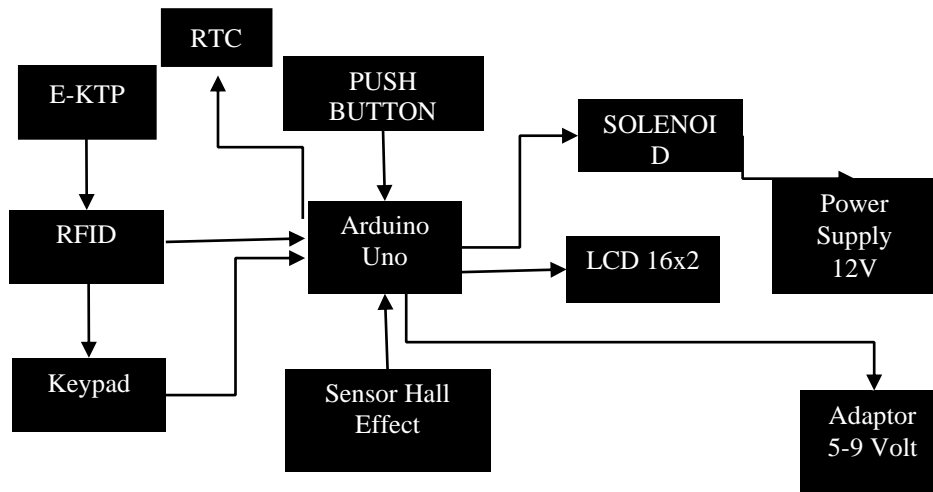 RTC
E-KTP
PUSH
BUTTON
SOLENOI
D
Power
Supply
12V
RFID
Arduino
Uno
LCD 16x2
Keypad
Sensor Hall
Effect
Adaptor
5-9 Volt